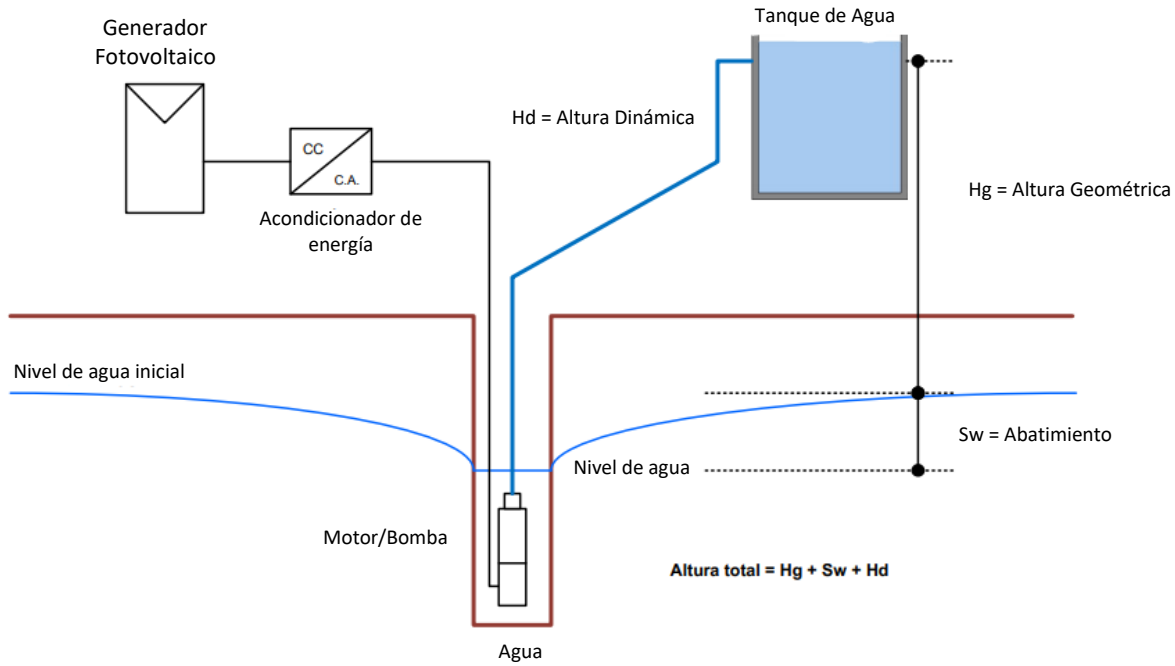 Tanque de Agua
Generador
Fotovoltaico
Hd = Altura Dinámica
CC
C.A.
Hg = Altura Geométrica
Acondicionador de
energía
Nivel de agua inicial
Sw = Abatimiento
Nivel de agua
Motor/Bomba
Altura total = Hg + Sw + Hd
Agua